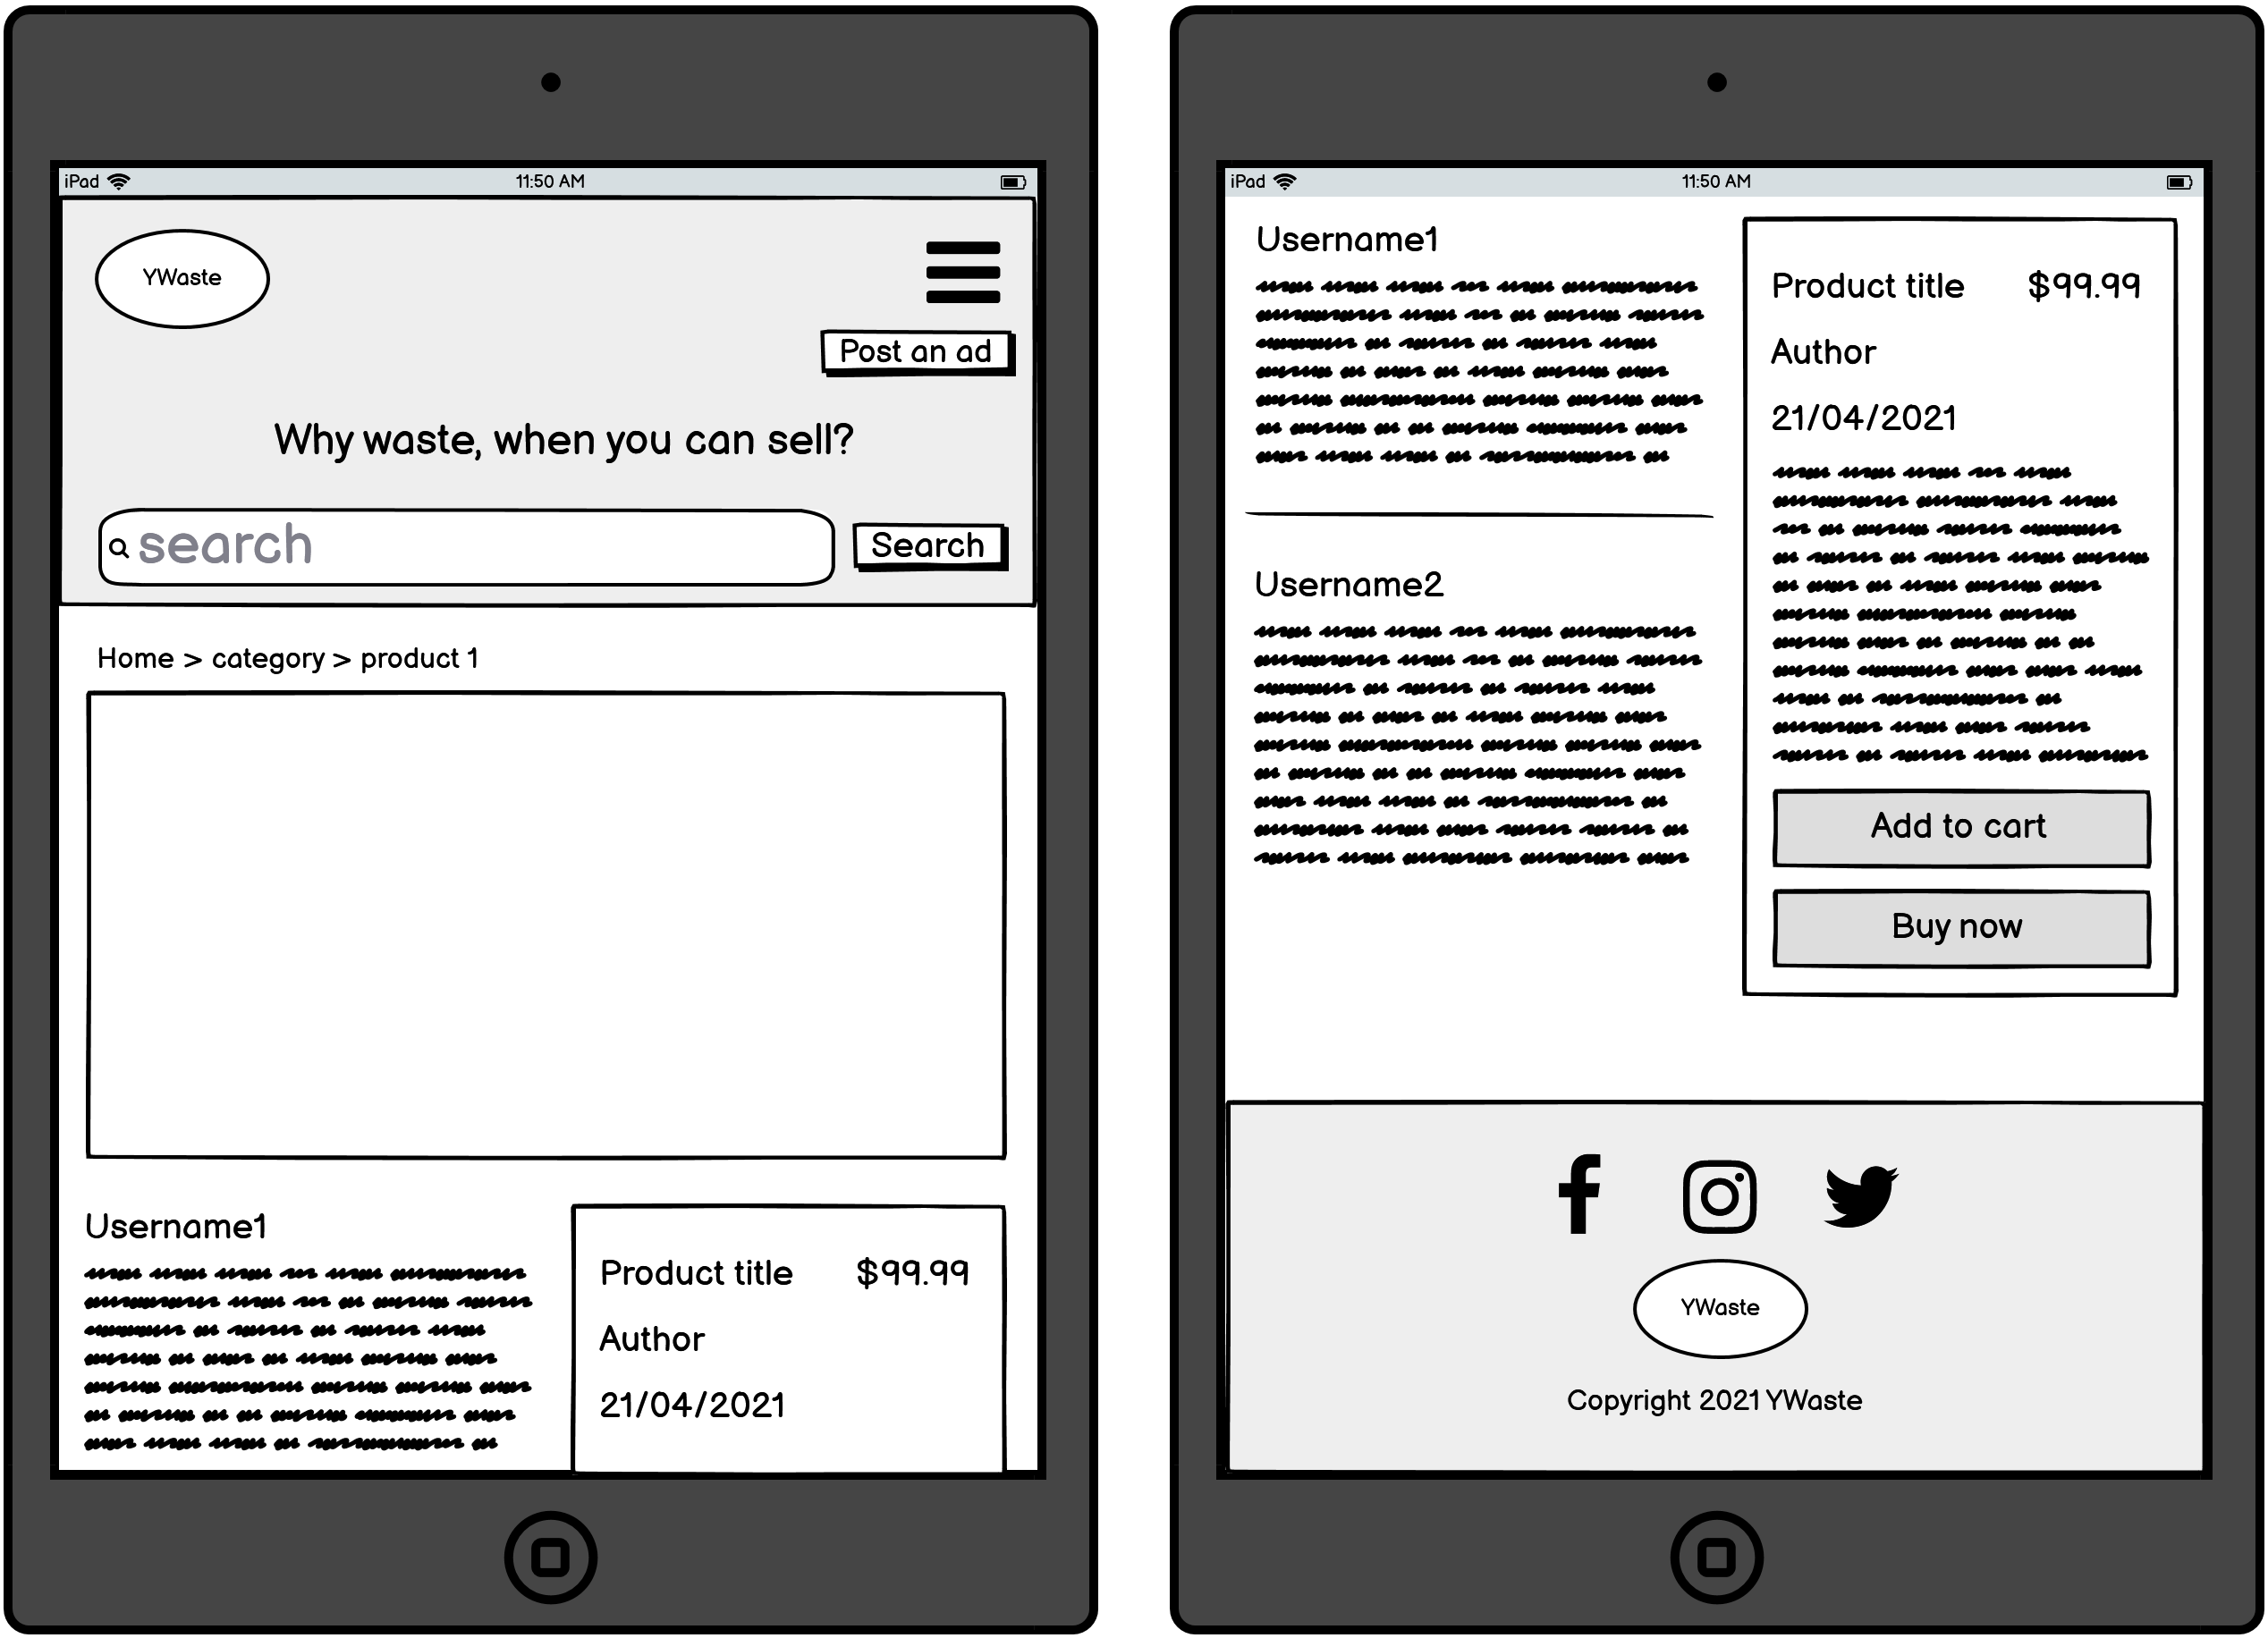 iPad 11:50 AM
YWaste
Post an ad
Why waste, when you can sell?
search Search
Home > category > product 1
Username1
Product title $99.99
Author
21/04/2021
iPad 11:50 AM
Username1
Username2
Product title $99.99
Author
21/04/2021
Add to cart
Buy now
YWaste
Copyright 2021 YWaste